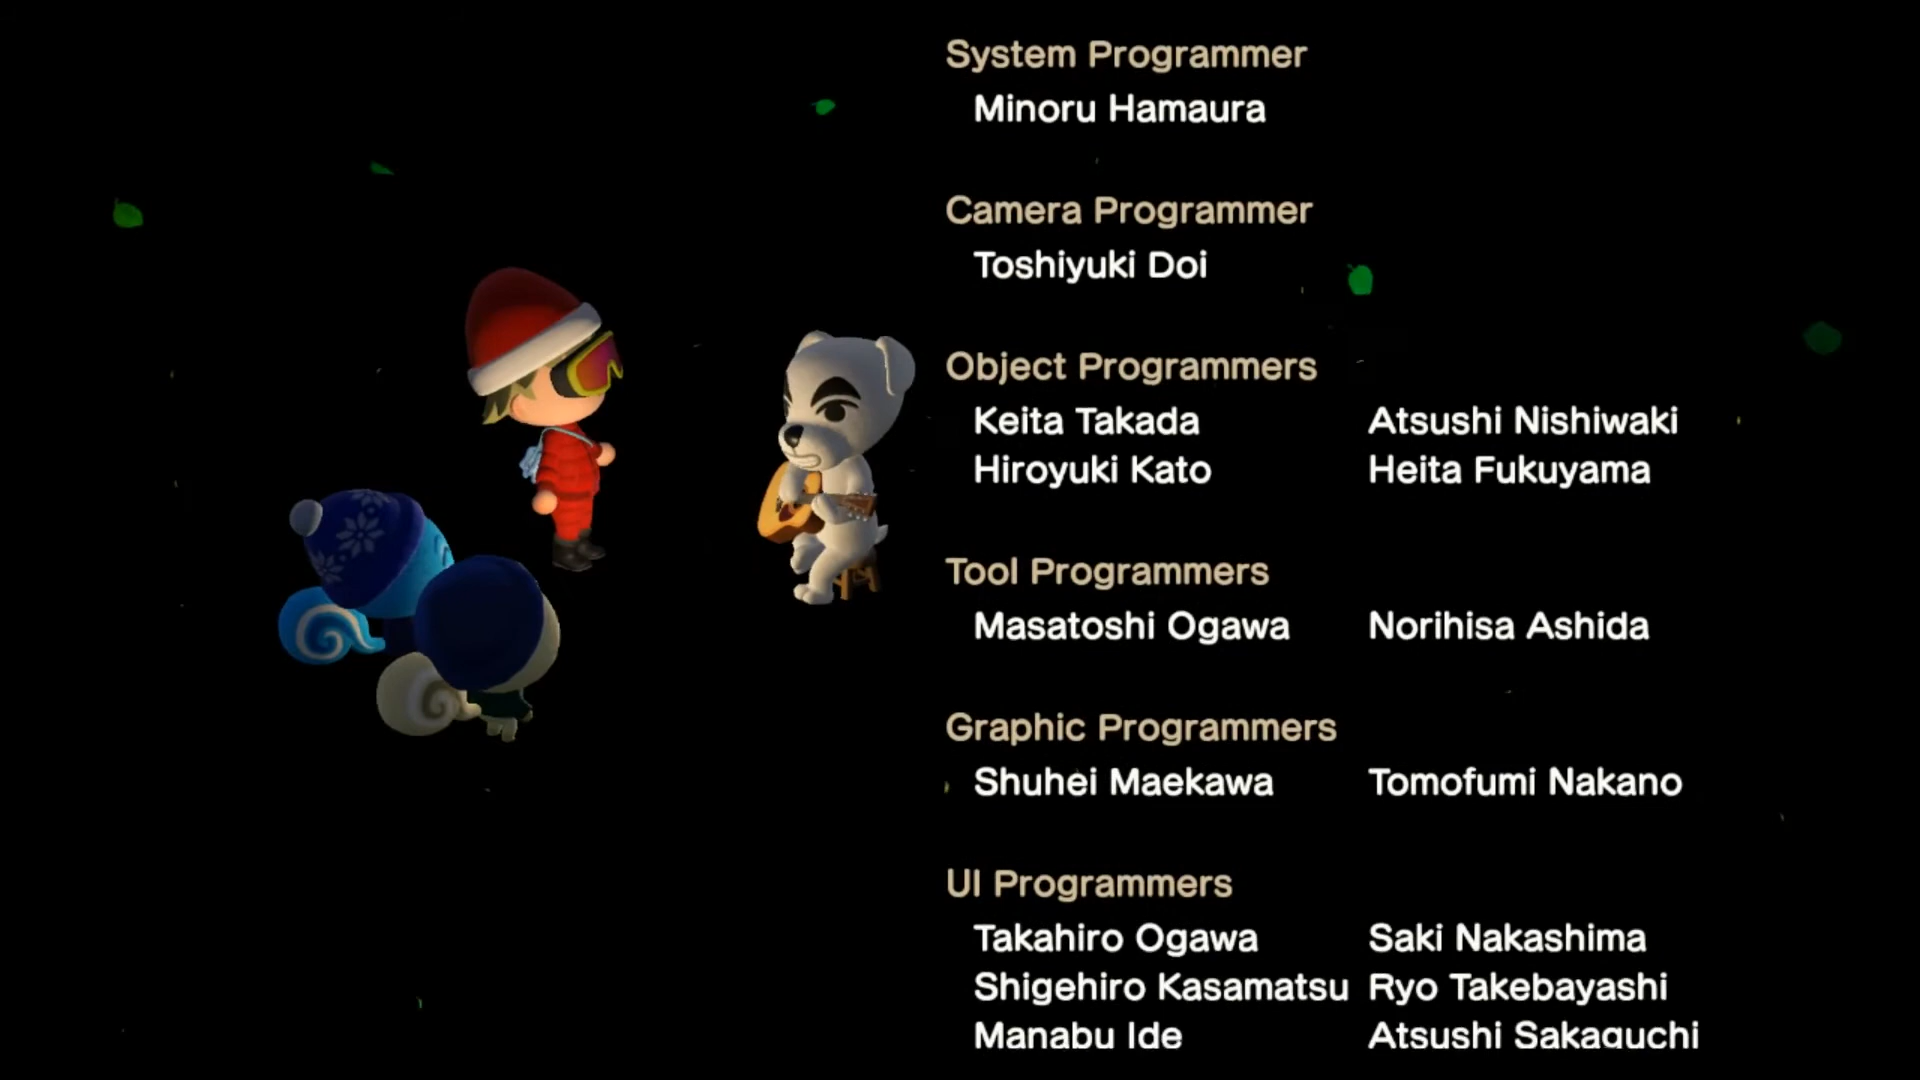 System Programmer
Minoru Hamaura
Camera Programmer
Toshiyuki Doi
Object Programmers
Keita Takada Atsushi Nishiwaki
Hiroyuki Kato Heita Fukuyama
Tool Programmers
Masatoshi Ogawa Norihisa Ashida
Graphic Programmers
Shuhei Maekawa Tomofumi Nakano
UI Programmers
Takahiro Ogawa Saki Nakashima
Shigehiro Kasamatsu Ryo Takebayashi
Manabu Ide Atsushi Sakaguchi